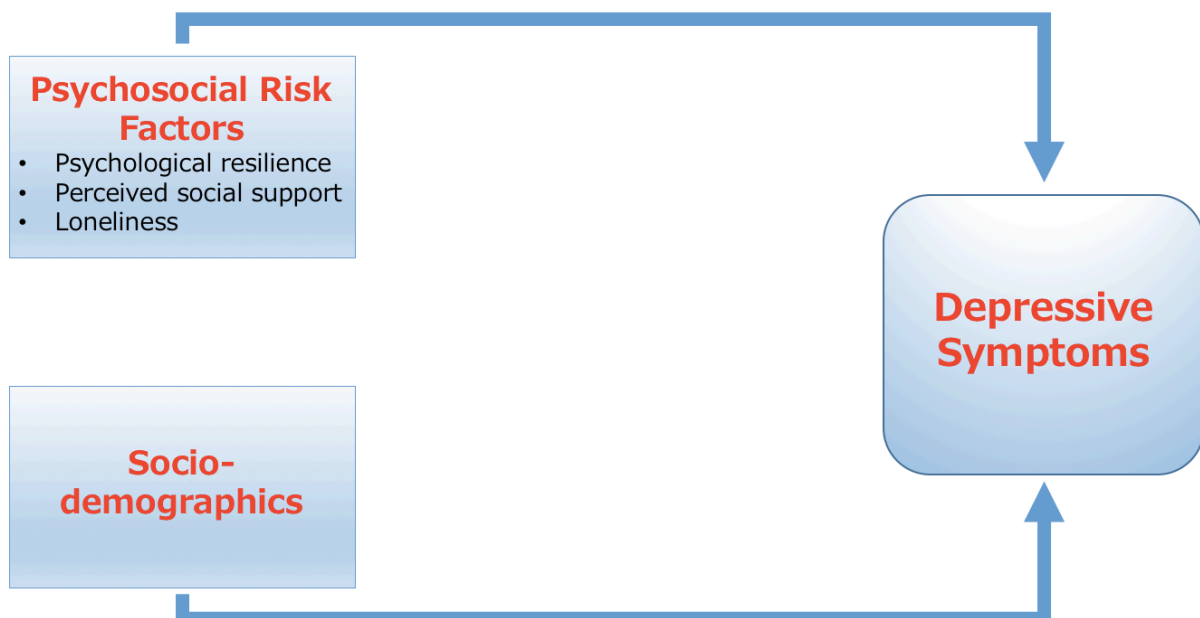 Psychosocial Risk
Factors
• Psychological resilience
• Perceived social support
• Loneliness
Depressive
Symptoms
Socio-
demographics